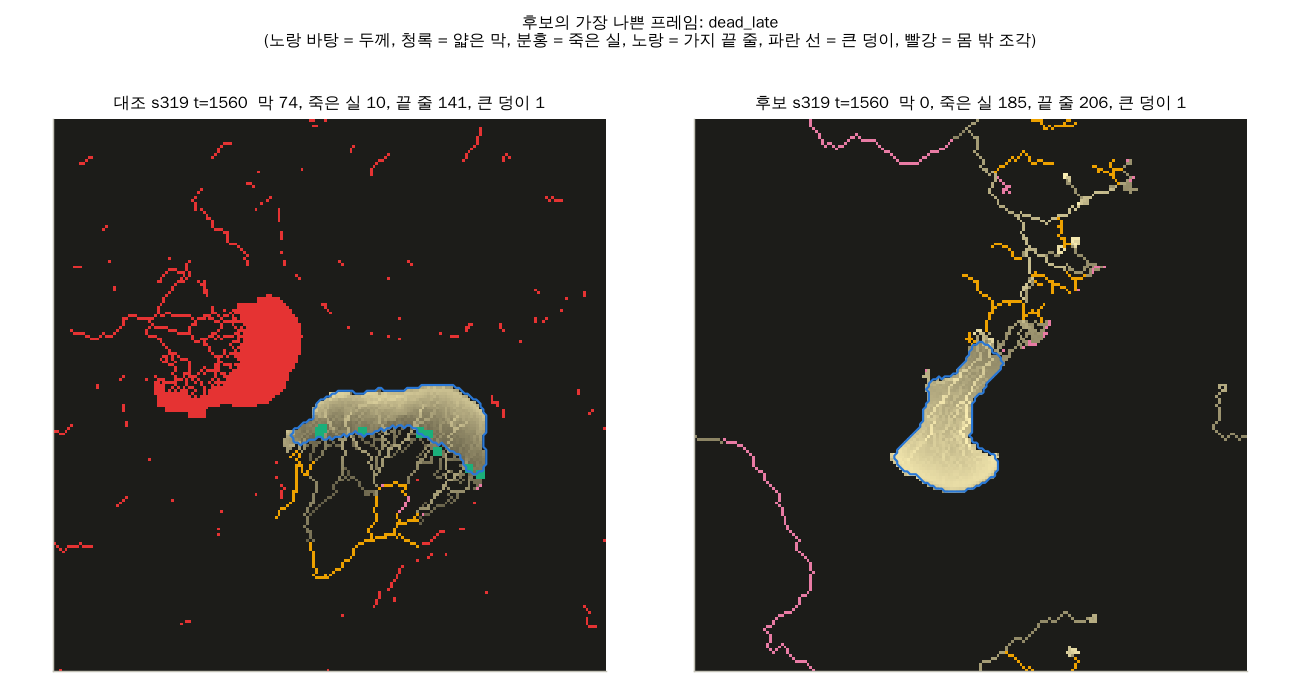 후보의 가장 나쁜 프레임: dead_late
(노랑 바탕 = 두께, 청록 = 얇은 막, 분홍 = 죽은 실, 노랑 = 가지 끝 줄, 파란 선 = 큰 덩이, 빨강 = 몸 밖 조각)
대조 s319 t=1560  막 74, 죽은 실 10, 끝 줄 141, 큰 덩이 1
후보 s319 t=1560  막 0, 죽은 실 185, 끝 줄 206, 큰 덩이 1